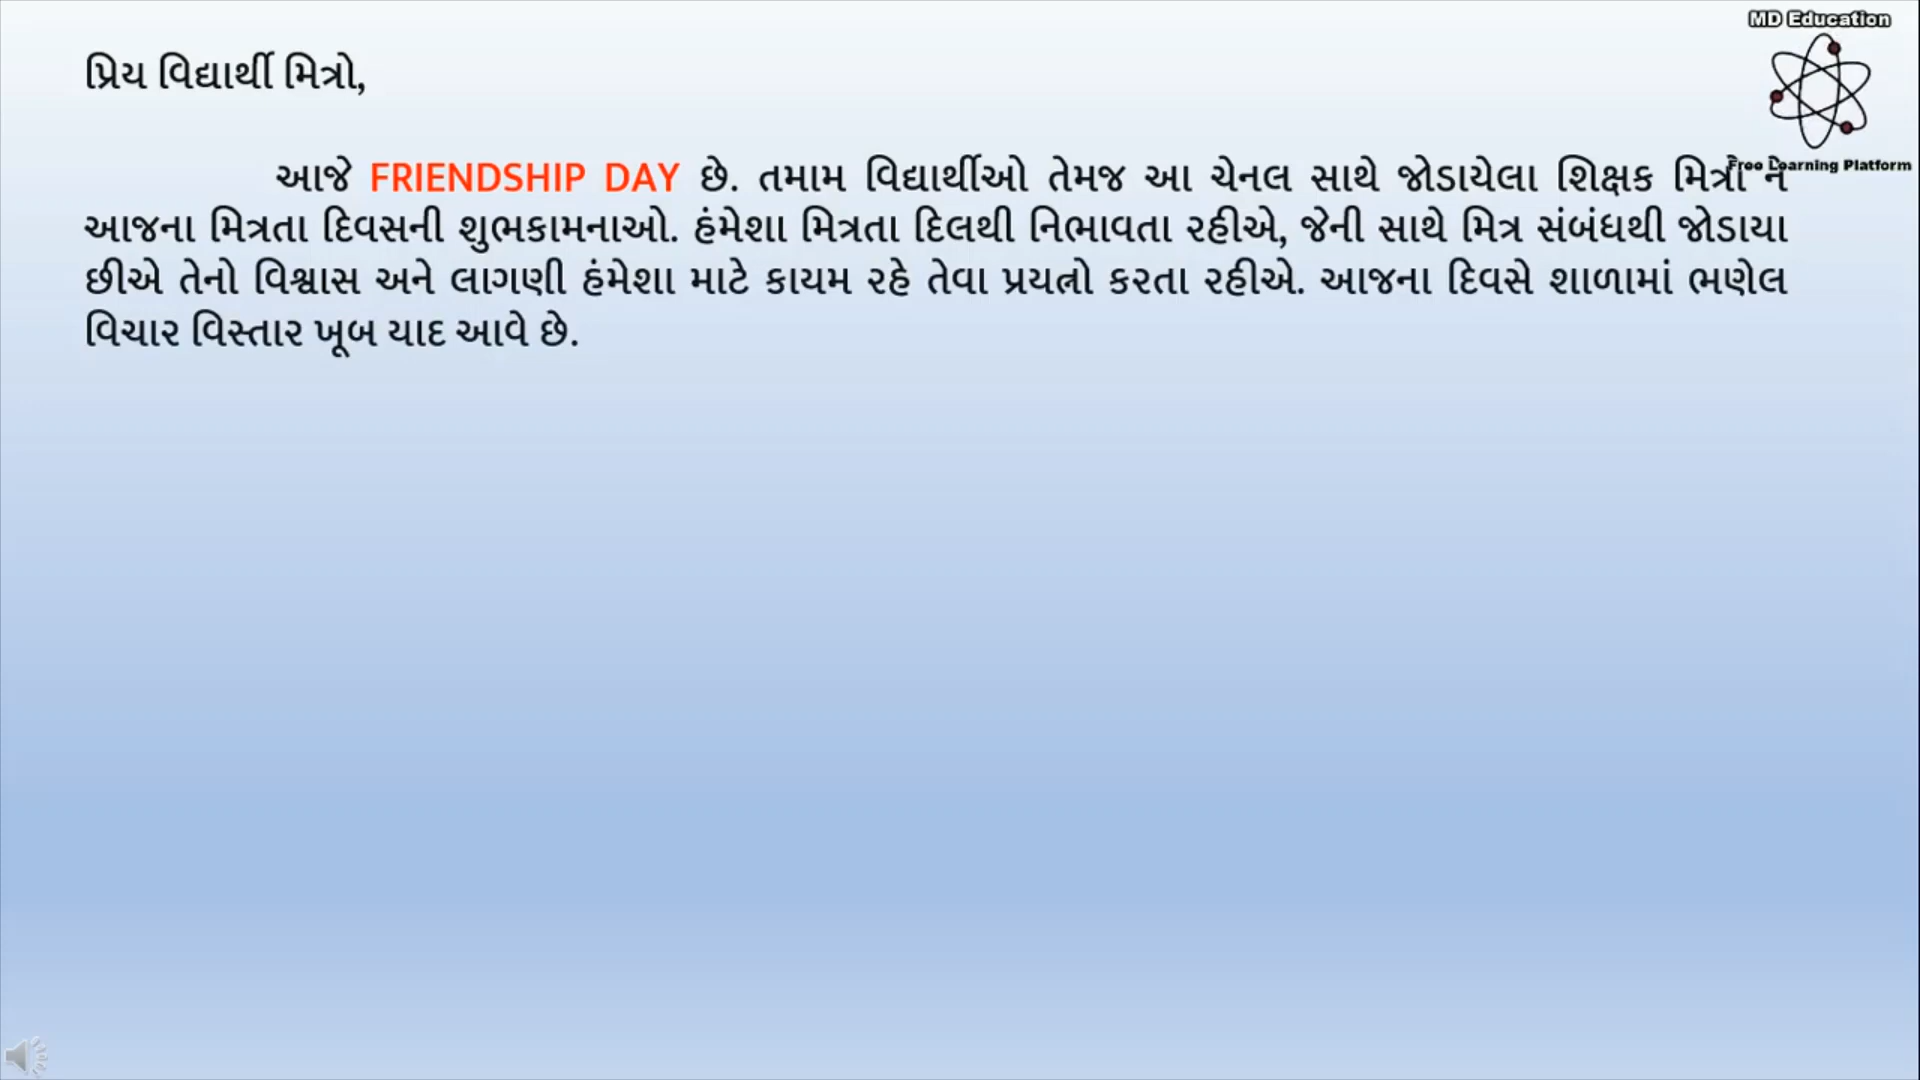 MD Education
પ્રિય વિદ્યાર્થી મિત્રો,
આજે FRIENDSHIP DAY છે. તમામ વિદ્યાર્થીઓ તેમજ આ ચેનલ સાથે જોડાયેલા શિક્ષક મિત્રો ને
Free Learning Platform
આજના મિત્રતા દિવસની શુભકામનાઓ. હંમેશા મિત્રતા દિલથી નિભાવતા રહીએ, જેની સાથે મિત્ર સંબંધથી જોડાયા
છીએ તેનો વિશ્વાસ અને લાગણી હંમેશા માટે કાયમ રહે તેવા પ્રયત્નો કરતા રહીએ. આજના દિવસે શાળામાં ભણેલ
વિચાર વિસ્તાર ખૂબ યાદ આવે છે.